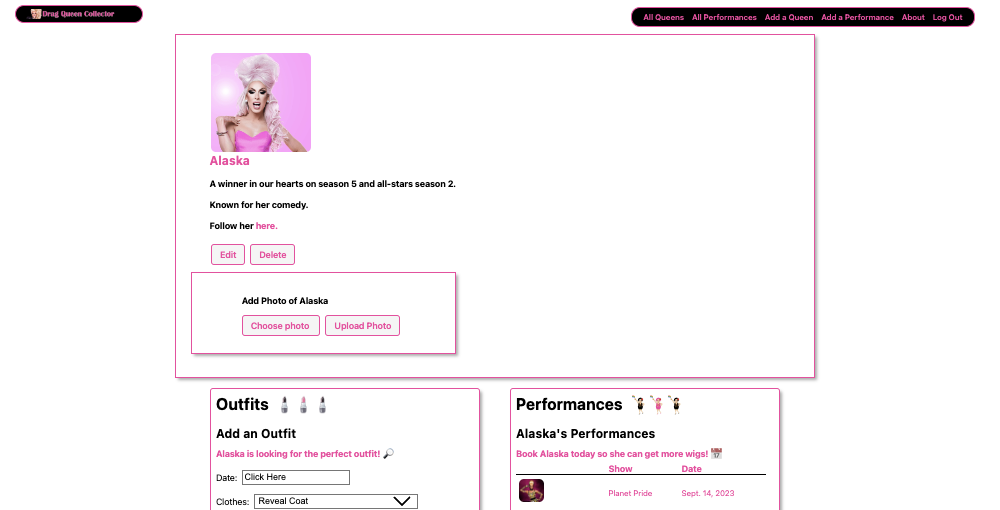 Drag Queen Collector
All Queens All Performances Add a Queen Add a Performance About Log Out
Alaska
A winner in our hearts on season 5 and all-stars season 2.
Known for her comedy.
Follow her here.
Edit Delete
Add Photo of Alaska
Choose photo Upload Photo
Outfits
Add an Outfit
Alaska is looking for the perfect outfit! 🔎
Date: Click Here
Clothes: Reveal Coat
Performances
Alaska's Performances
Book Alaska today so she can get more wigs! 📅
Show Date
Planet Pride Sept. 14, 2023